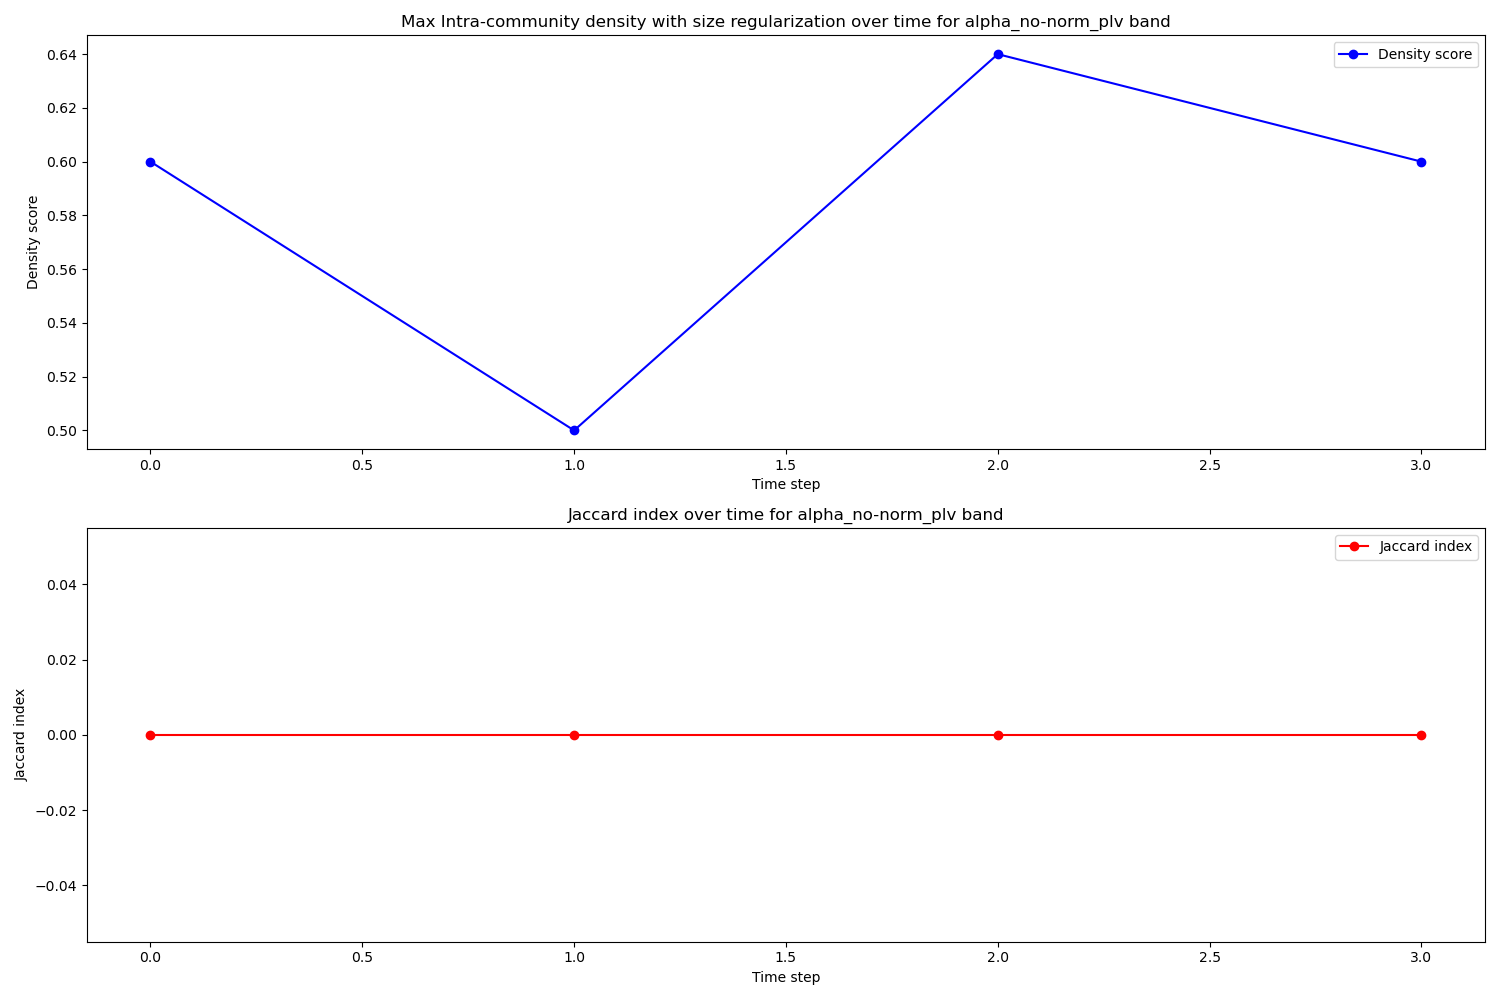 Max Intra-community density with size regularization over time for alpha_no-norm_plv band
Density score
0.64
0.62
0.60
0.58
0.56
0.54
0.52
0.50
Density score
0.0 0.5 1.0 1.5 2.0 2.5 3.0
Time step
Jaccard index over time for alpha_no-norm_plv band
Jaccard index
0.04
0.02
0.00
−0.02
−0.04
Jaccard index
0.0 0.5 1.0 1.5 2.0 2.5 3.0
Time step